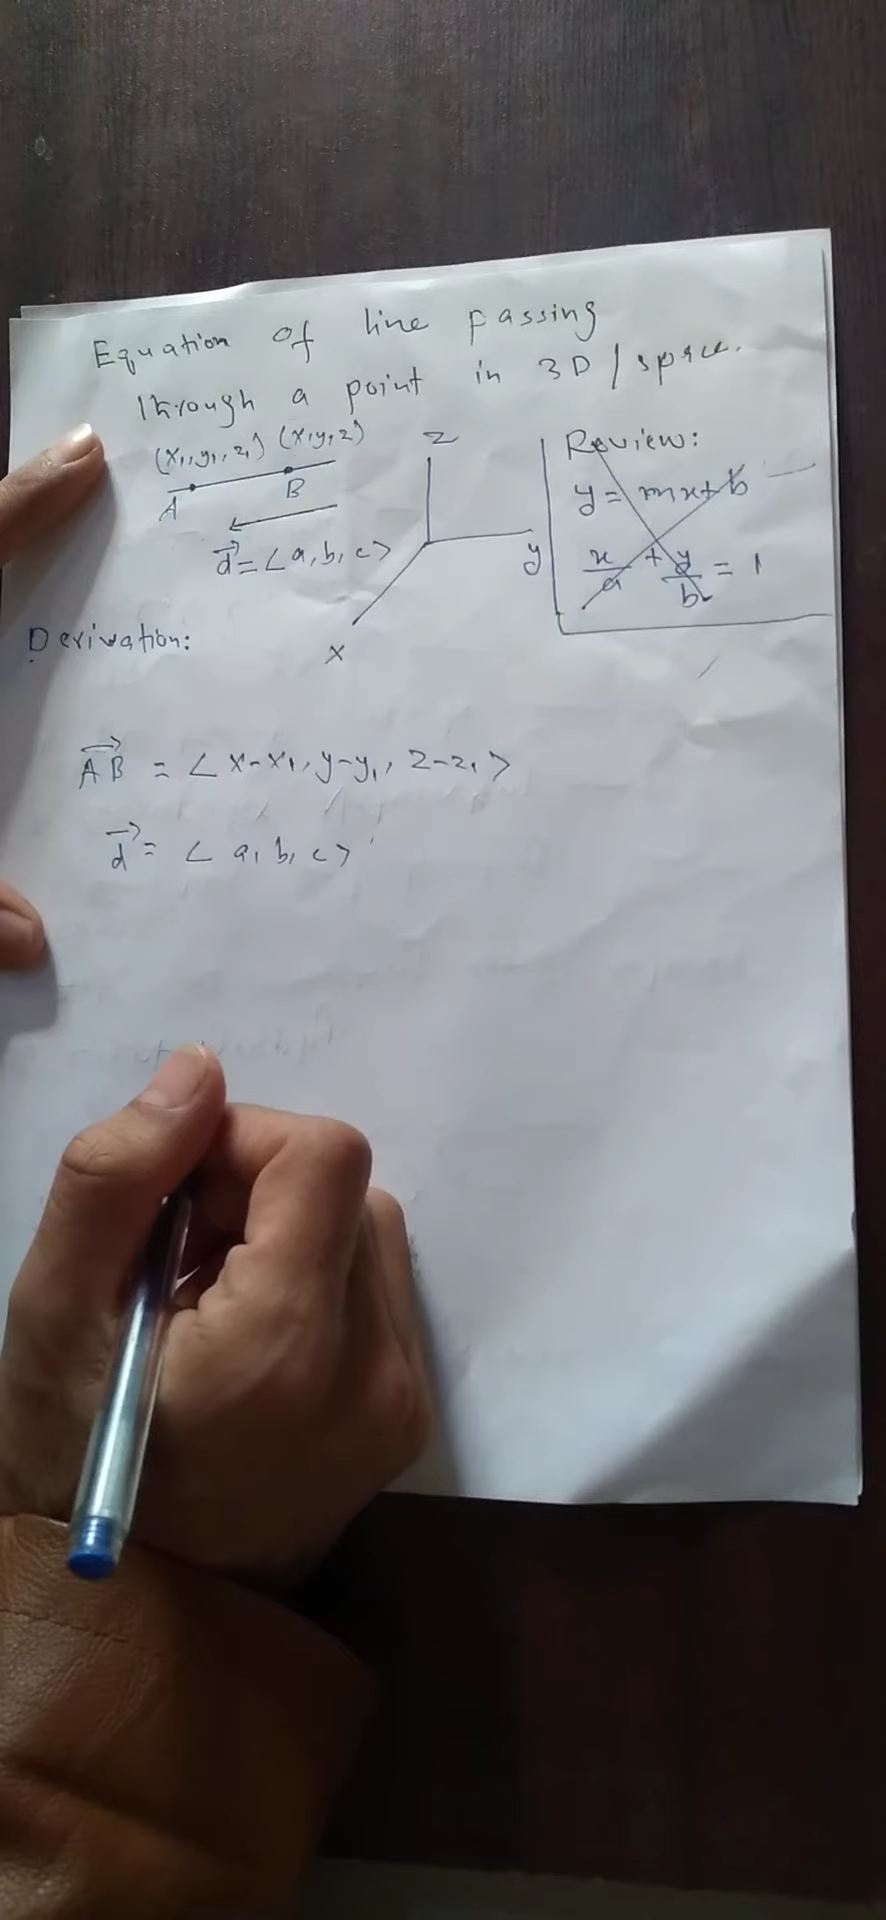 Equation of line passing
through a point in 3D / space.
(x₁, y₁, z₁) (x, y, z)
A B
d⃗ = < a, b, c >
z
y
x
Review:
y = mx + b
x/a + y/b = 1
Derivation:
AB⃗ = < x-x₁, y-y₁, z-z₁ >
d⃗ = < a, b, c >